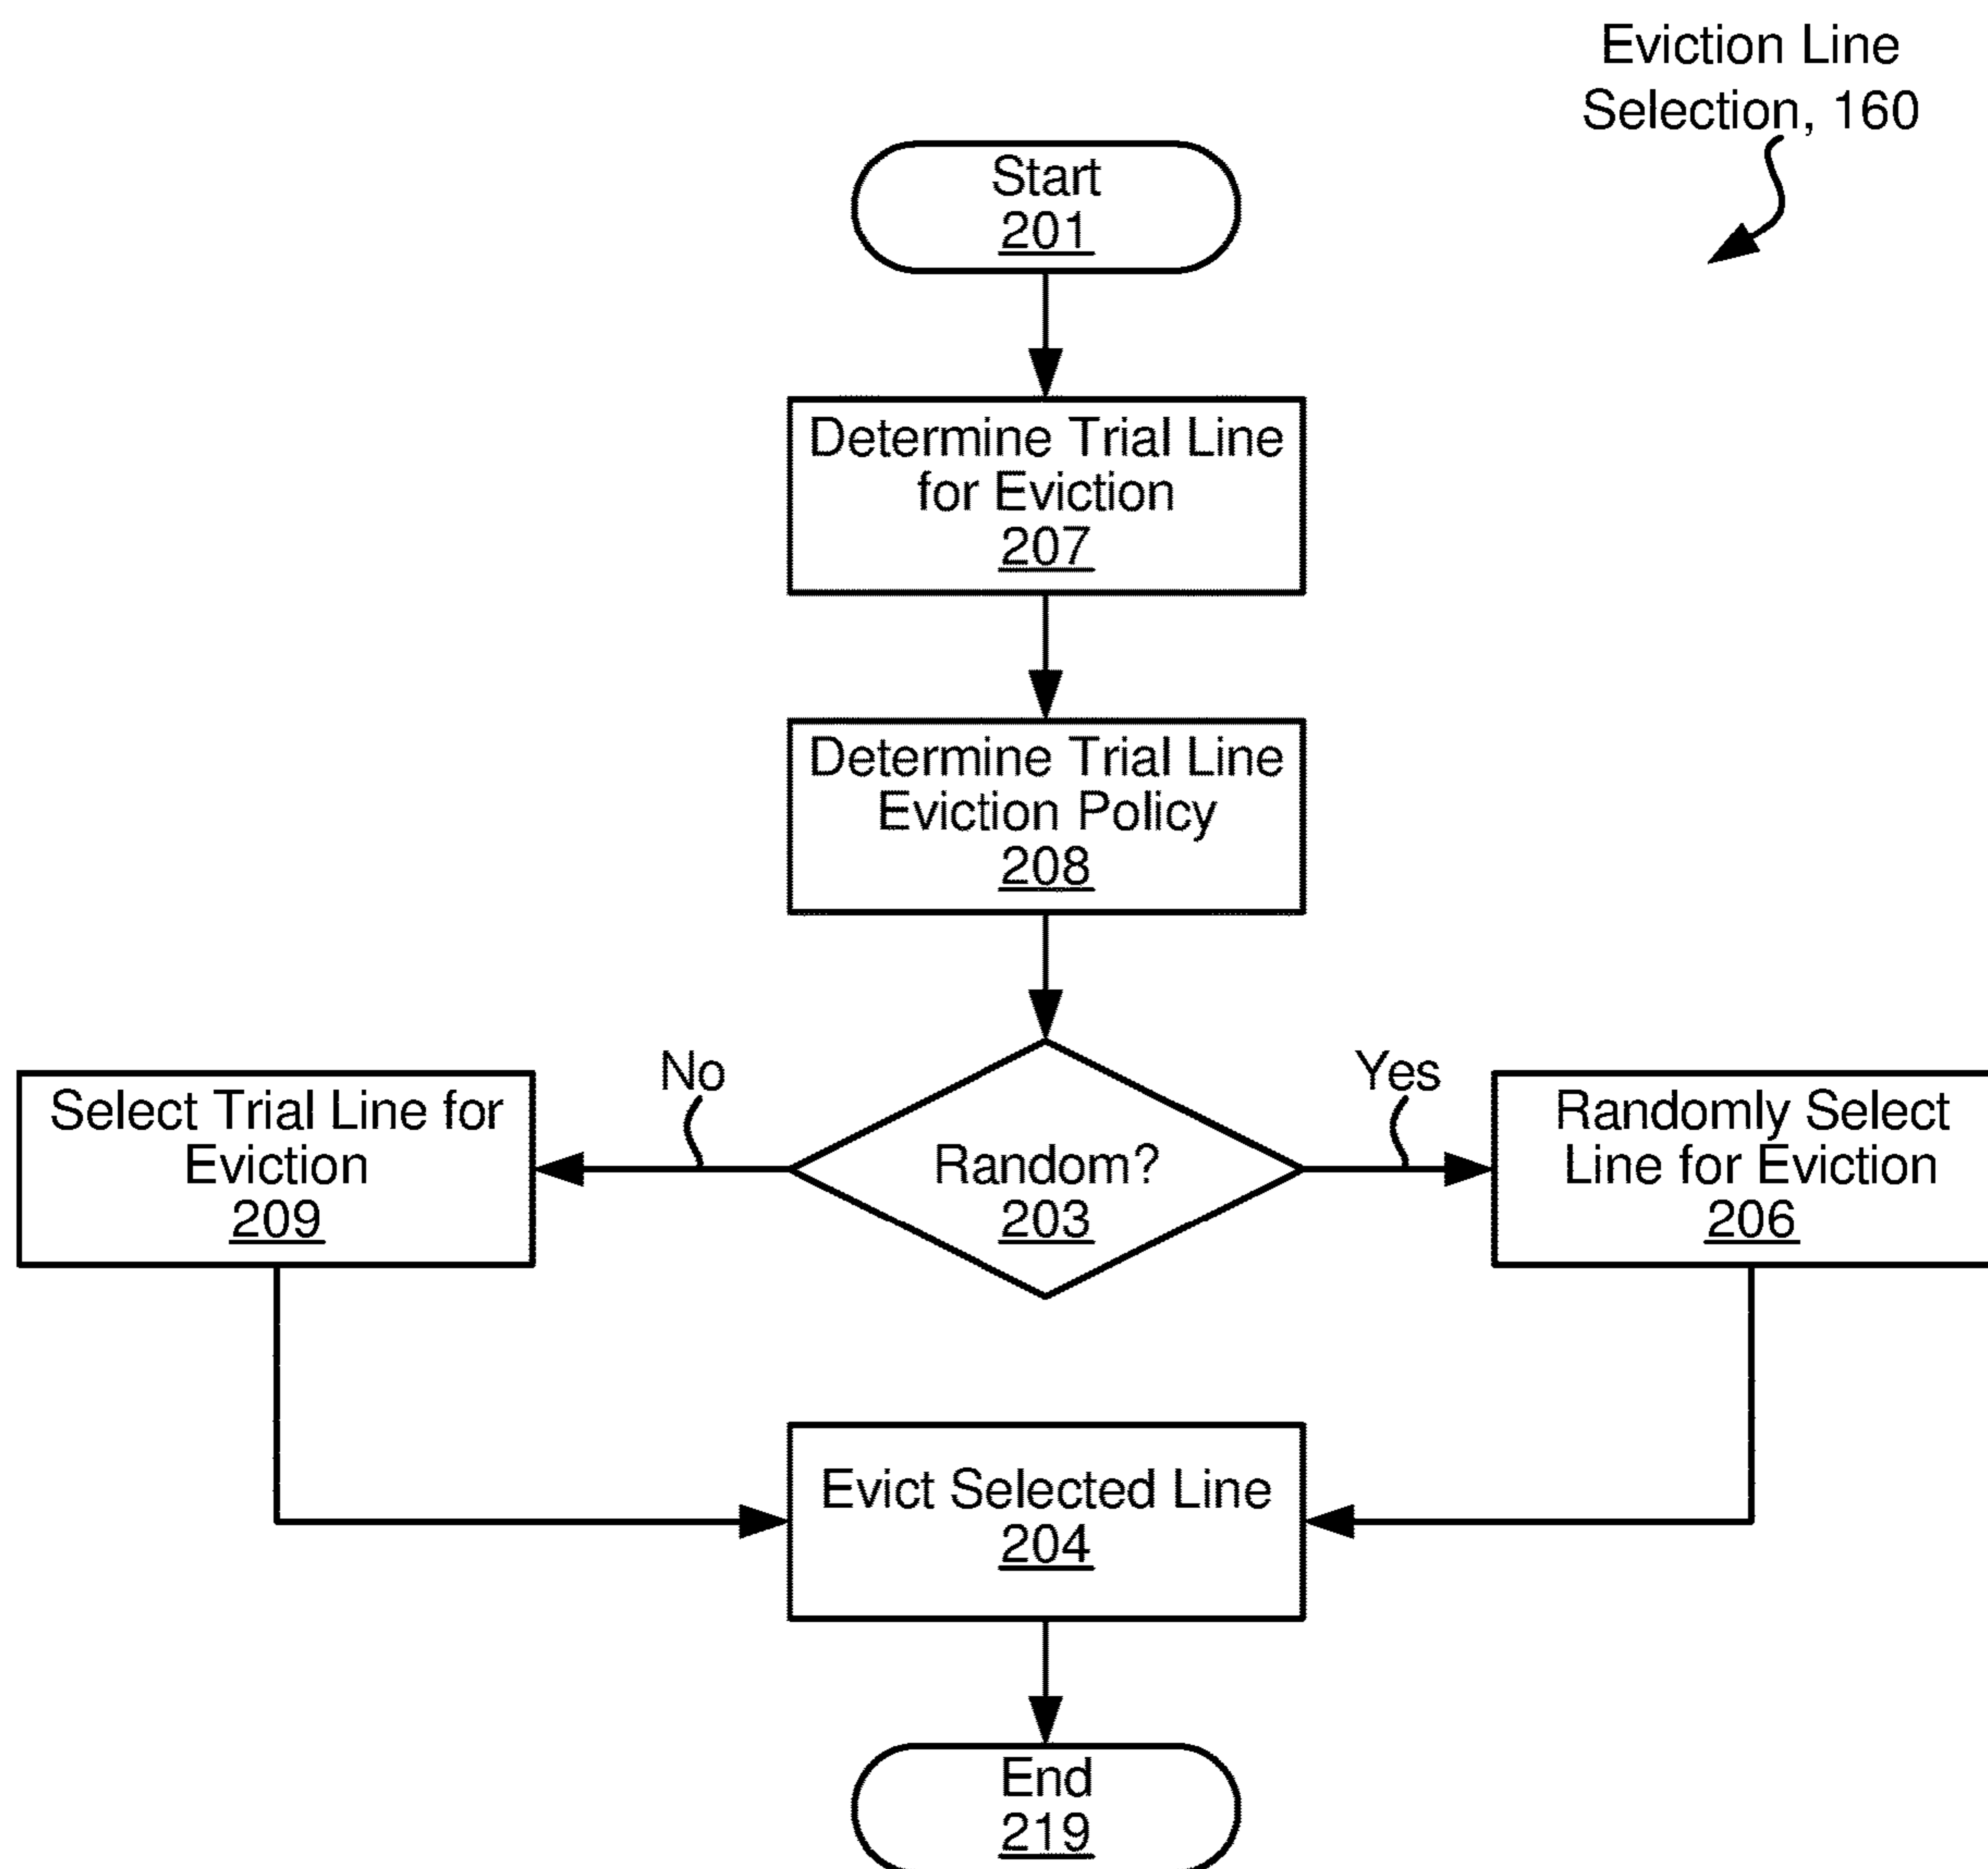 Eviction Line
Selection, 160
Start
201
Determine Trial Line
for Eviction
207
Determine Trial Line
Eviction Policy
208
No
Yes
Select Trial Line for
Eviction
209
Random?
203
Randomly Select
Line for Eviction
206
Evict Selected Line
204
End
219